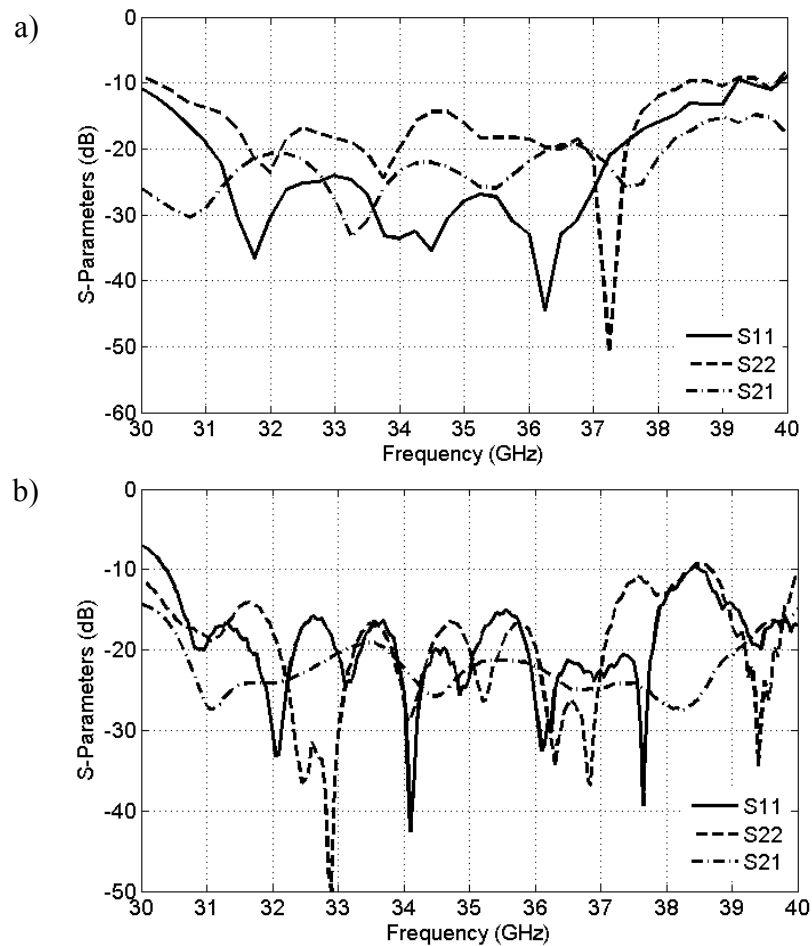 a)
0
-10
-20
-30
-40
-50
-60
S-Parameters (dB)
S11
S22
S21
30 31 32 33 34 35 36 37 38 39 40
Frequency (GHz)
b)
0
-10
-20
-30
-40
-50
S-Parameters (dB)
S11
S22
S21
30 31 32 33 34 35 36 37 38 39 40
Frequency (GHz)